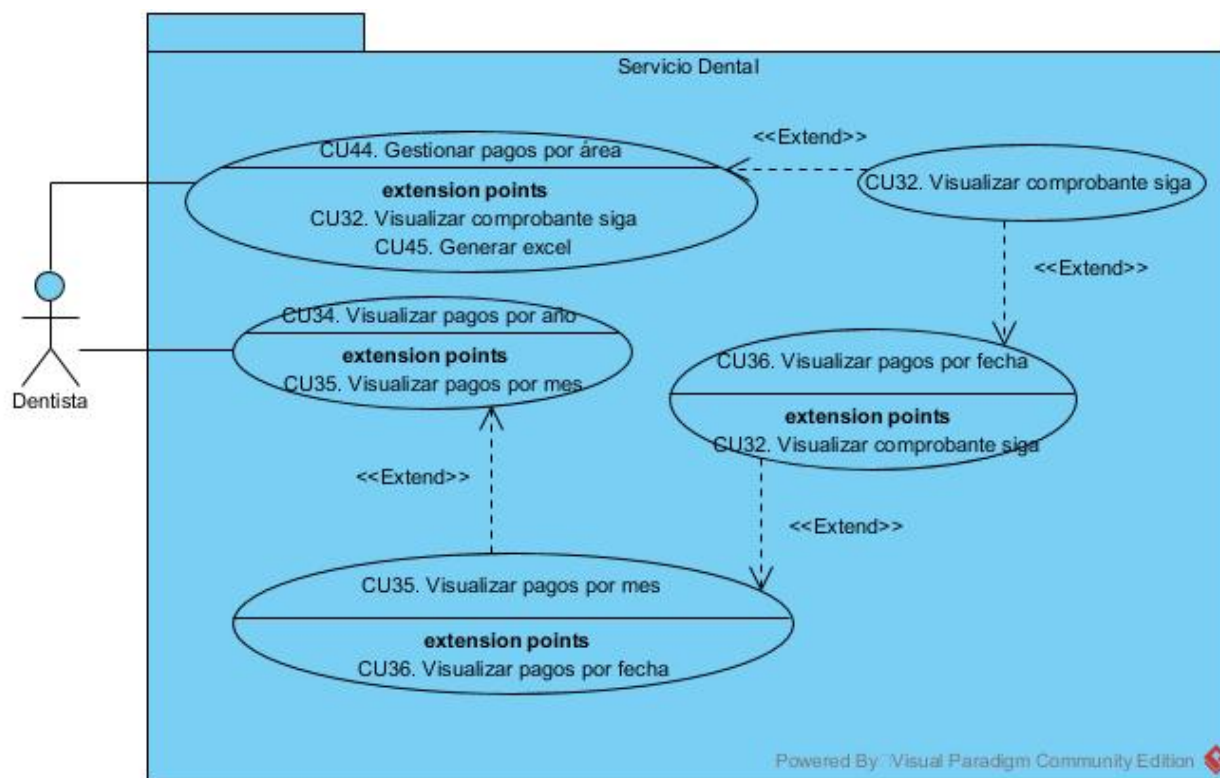 Servicio Dental
CU44. Gestionar pagos por área
extension points
CU32. Visualizar comprobante siga
CU45. Generar excel
<<Extend>>
CU32. Visualizar comprobante siga
<<Extend>>
Dentista
CU34. Visualizar pagos por año
extension points
CU35. Visualizar pagos por mes
CU36. Visualizar pagos por fecha
extension points
CU32. Visualizar comprobante siga
<<Extend>>
<<Extend>>
CU35. Visualizar pagos por mes
extension points
CU36. Visualizar pagos por fecha
Powered By Visual Paradigm Community Edition